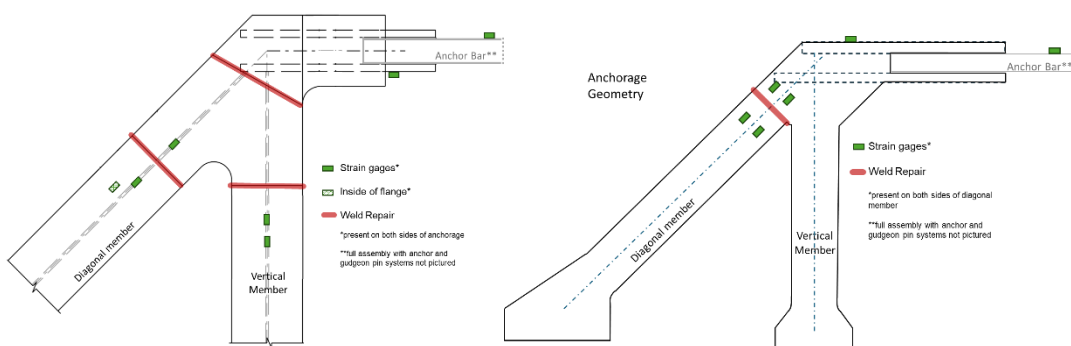 Anchor Bar**
Strain gages*
Inside of flange*
Weld Repair
*present on both sides of anchorage
**full assembly with anchor and
gudgeon pin systems not pictured
Diagonal member
Vertical
Member
Anchorage
Geometry
Anchor Bar**
Strain gages*
Weld Repair
*present on both sides of diagonal
member
**full assembly with anchor and
gudgeon pin systems not pictured
Diagonal member
Vertical
Member